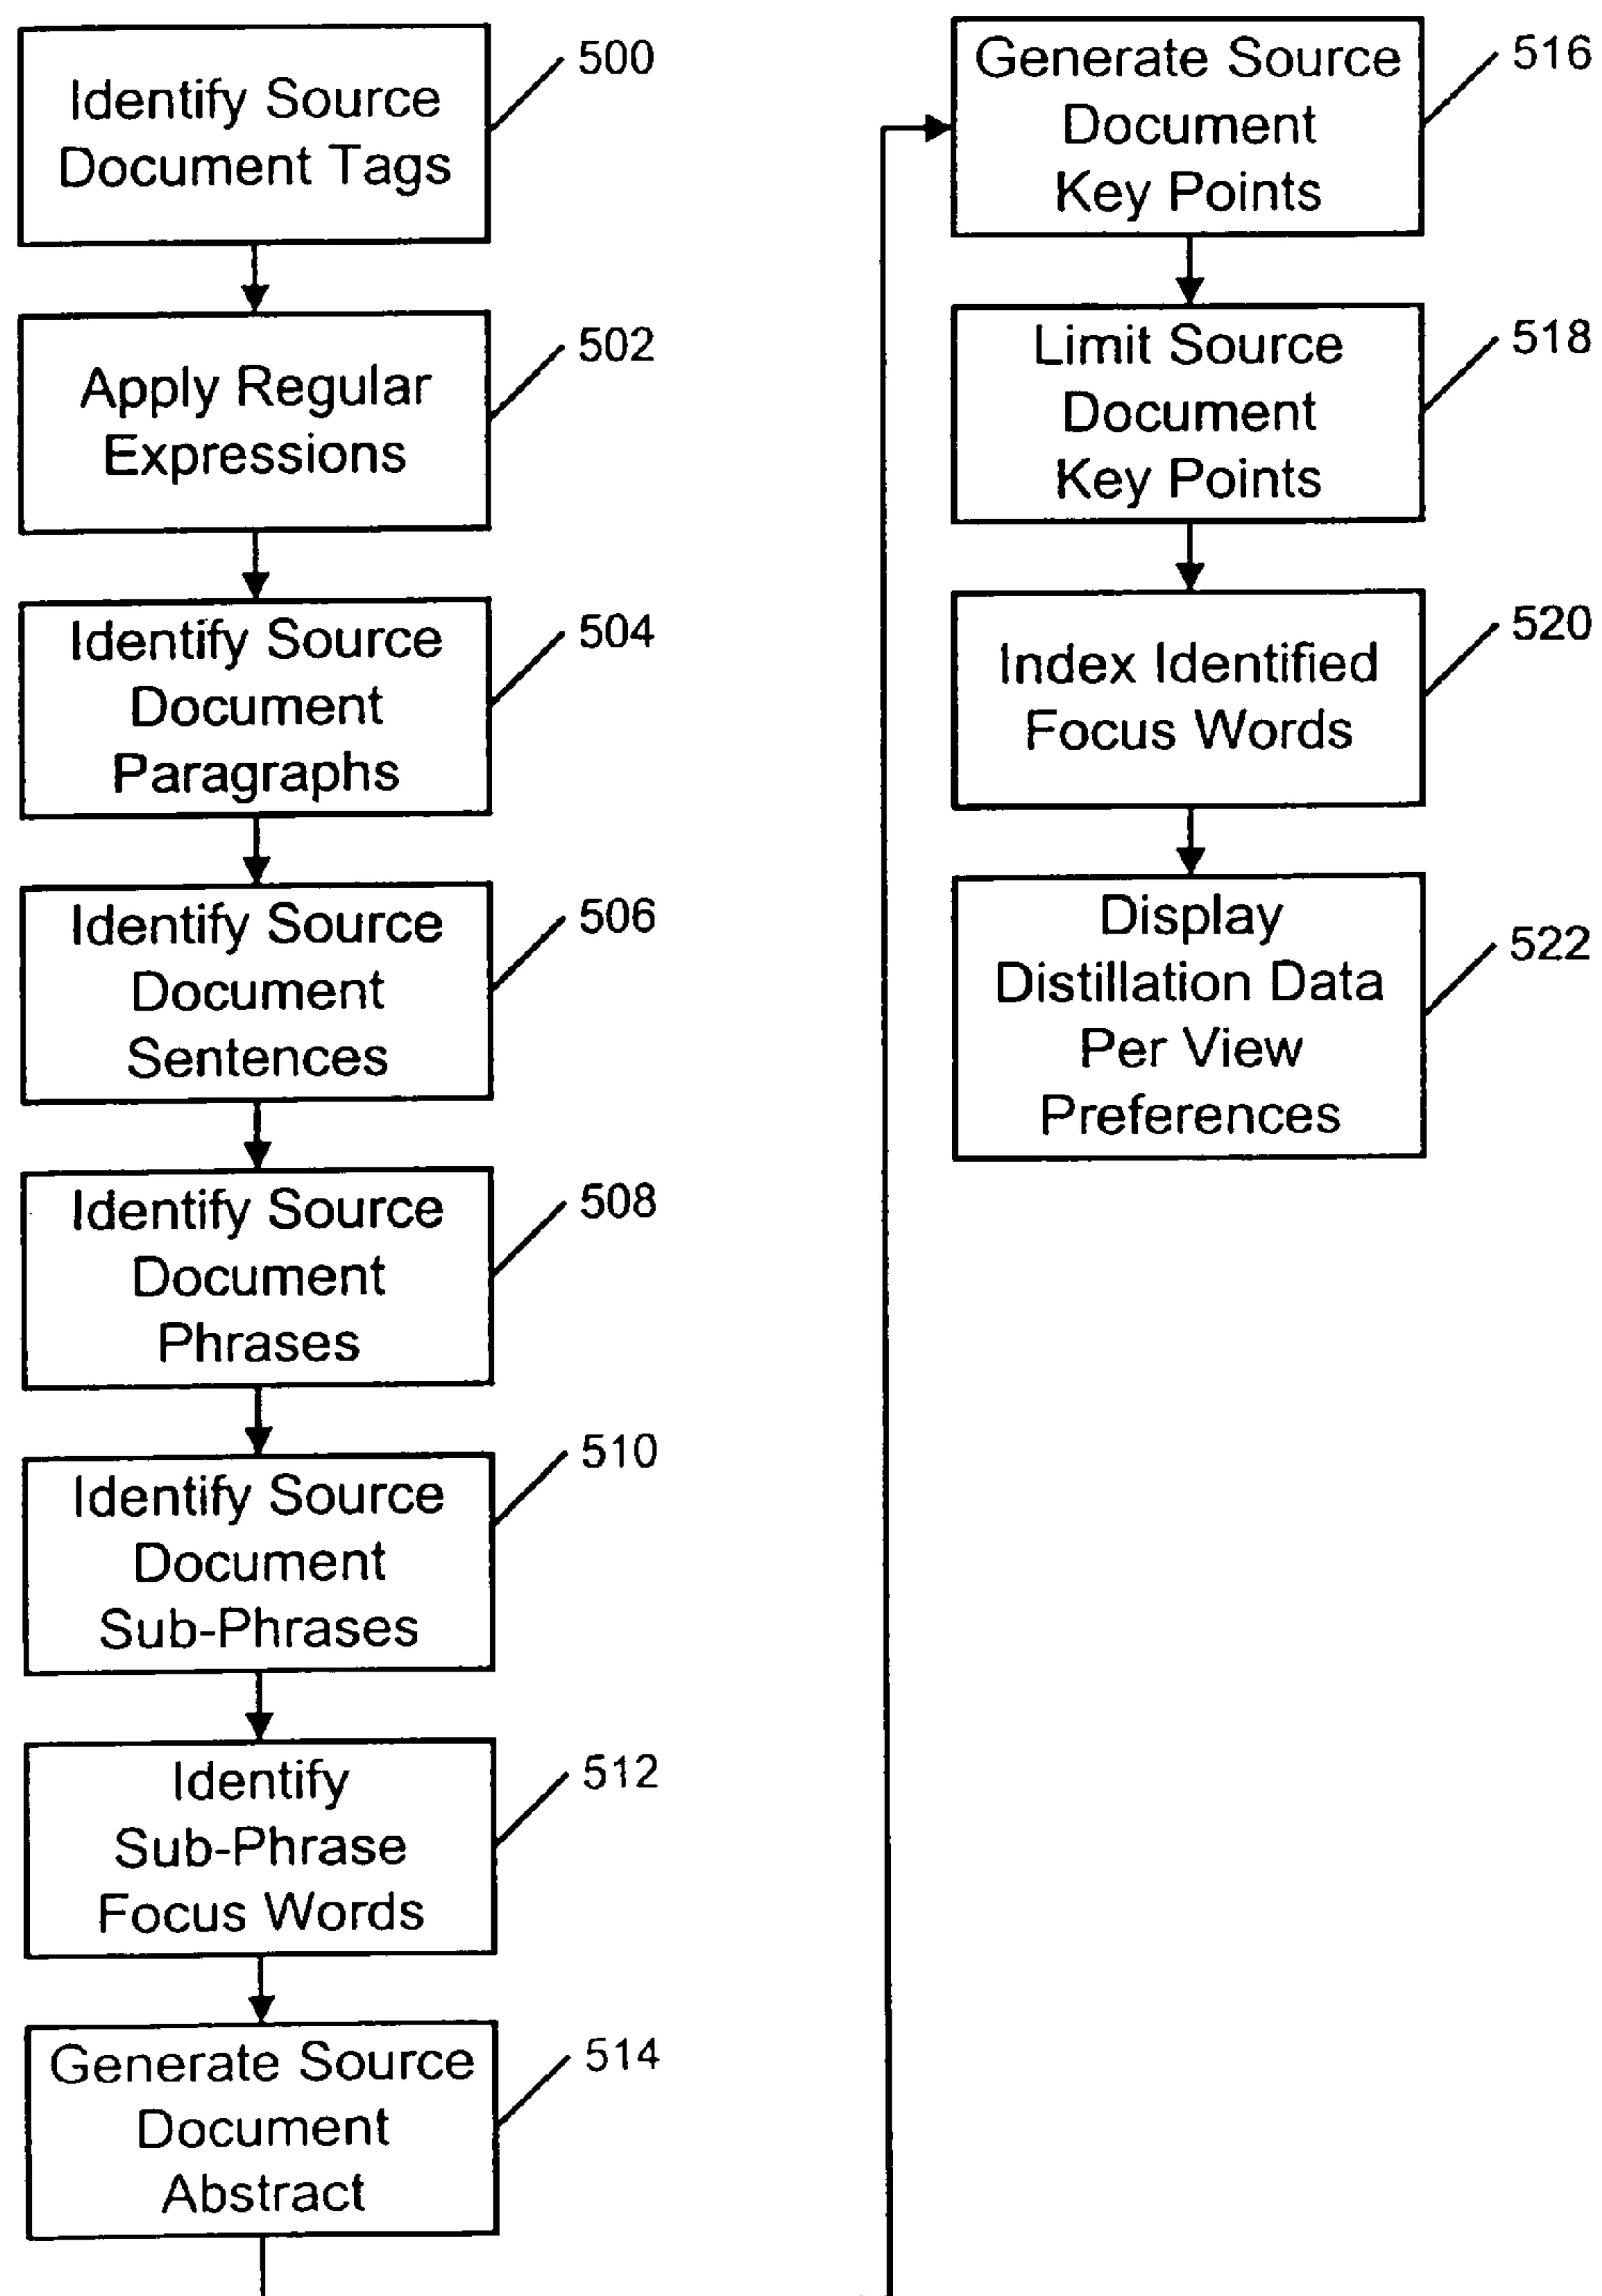 Identify Source
Document Tags
500
Apply Regular
Expressions
502
Identify Source
Document
Paragraphs
504
Identify Source
Document
Sentences
506
Identify Source
Document
Phrases
508
Identify Source
Document
Sub-Phrases
510
Identify
Sub-Phrase
Focus Words
512
Generate Source
Document
Abstract
514
Generate Source
Document
Key Points
516
Limit Source
Document
Key Points
518
Index Identified
Focus Words
520
Display
Distillation Data
Per View
Preferences
522